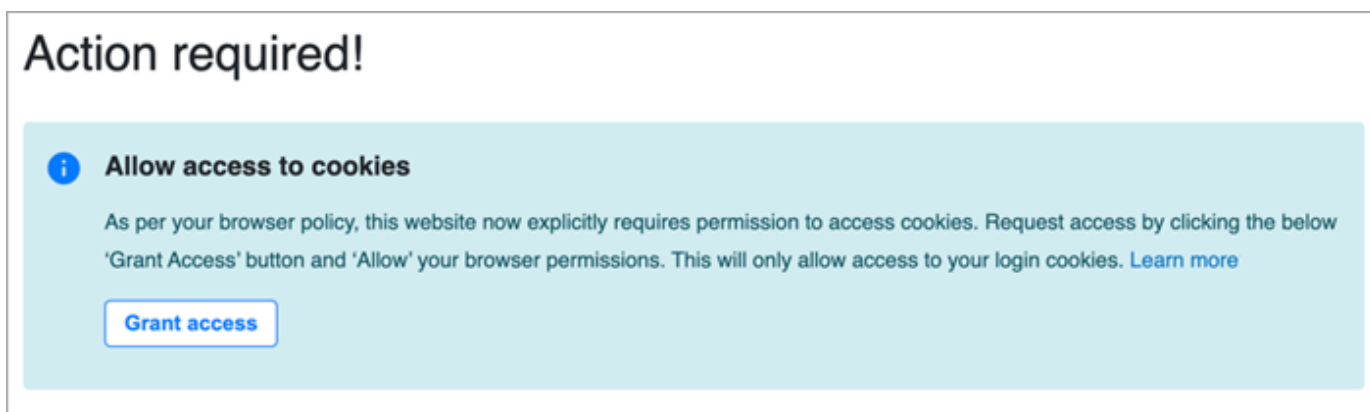 Action required!
Allow access to cookies
As per your browser policy, this website now explicitly requires permission to access cookies. Request access by clicking the below
‘Grant Access’ button and ‘Allow’ your browser permissions. This will only allow access to your login cookies. Learn more
Grant access